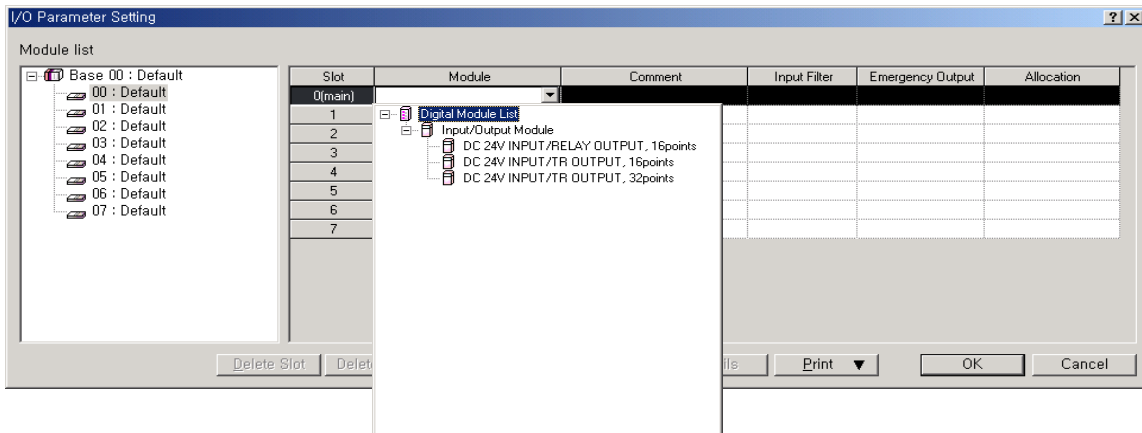 I/O Parameter Setting
Module list
Base 00 : Default
00 : Default
01 : Default
02 : Default
03 : Default
04 : Default
05 : Default
06 : Default
07 : Default
Slot Module Comment Input Filter Emergency Output Allocation
0(main)
1
2
3
4
5
6
7
Digital Module List
Input/Output Module
DC 24V INPUT/RELAY OUTPUT, 16points
DC 24V INPUT/TR OUTPUT, 16points
DC 24V INPUT/TR OUTPUT, 32points
Delete Slot Delet ils Print ▼ OK Cancel